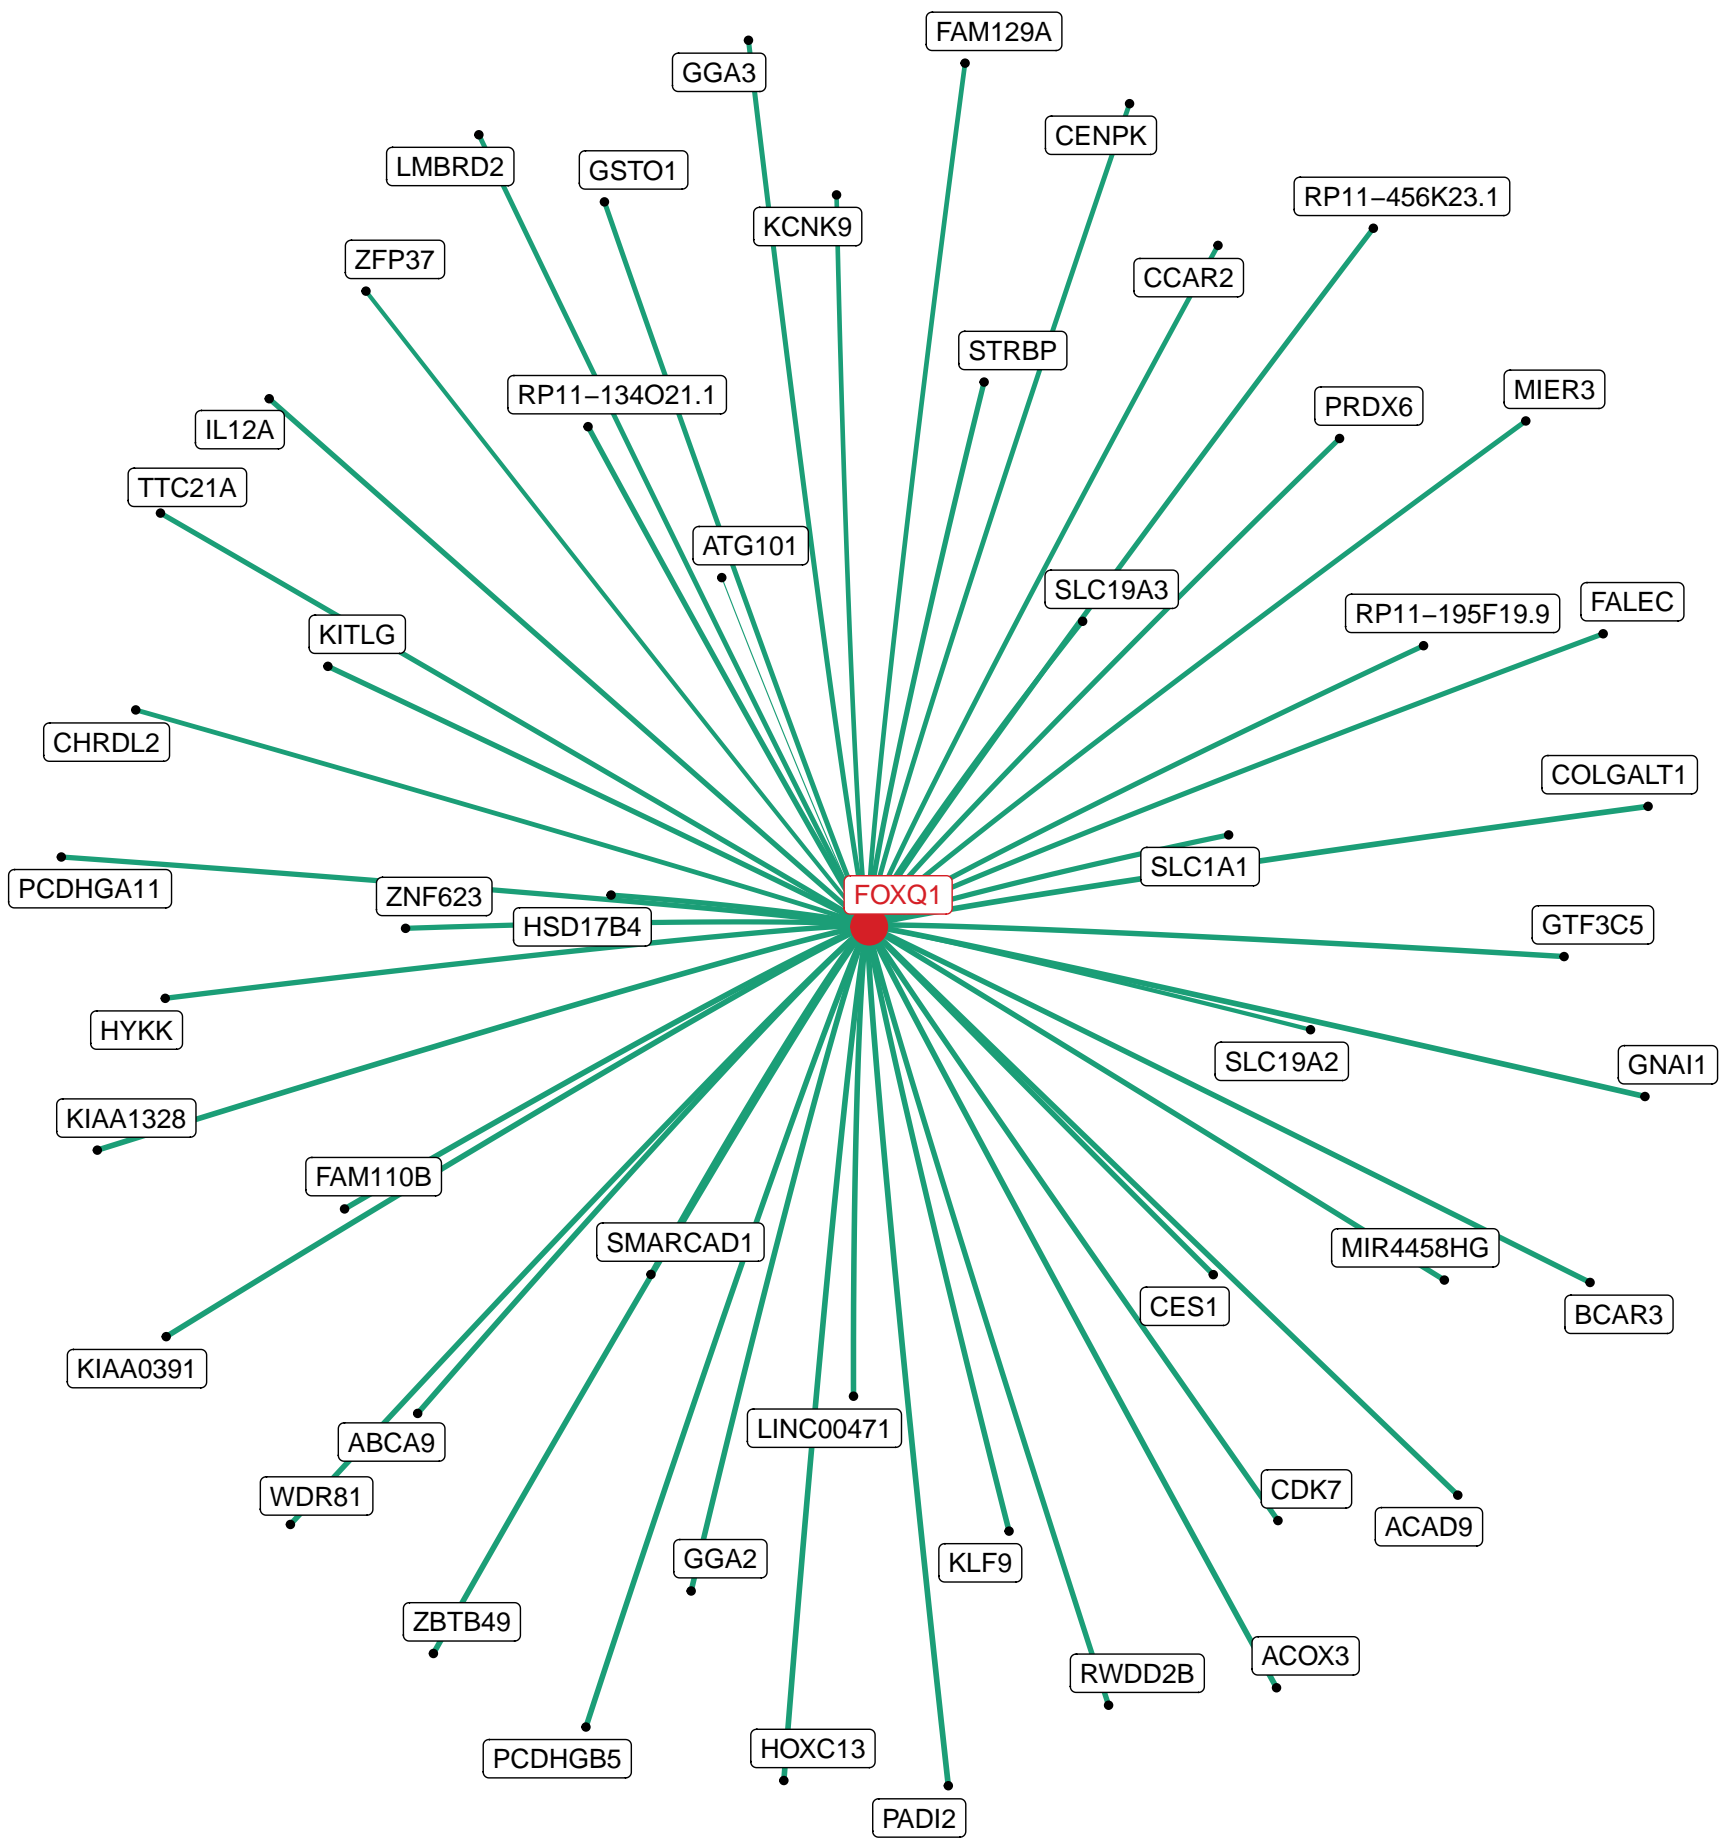 FAM129A
GGA3
CENPK
LMBRD2
GSTO1
RP11−456K23.1
KCNK9
ZFP37
CCAR2
STRBP
MIER3
RP11−134O21.1
PRDX6
IL12A
TTC21A
ATG101
SLC19A3
FALEC
RP11−195F19.9
KITLG
CHRDL2
COLGALT1
SLC1A1
PCDHGA11
ZNF623
FOXQ1
HSD17B4
GTF3C5
HYKK
SLC19A2
GNAI1
KIAA1328
FAM110B
SMARCAD1
MIR4458HG
CES1
BCAR3
KIAA0391
LINC00471
ABCA9
CDK7
WDR81
ACAD9
GGA2
KLF9
ZBTB49
ACOX3
RWDD2B
HOXC13
PCDHGB5
PADI2